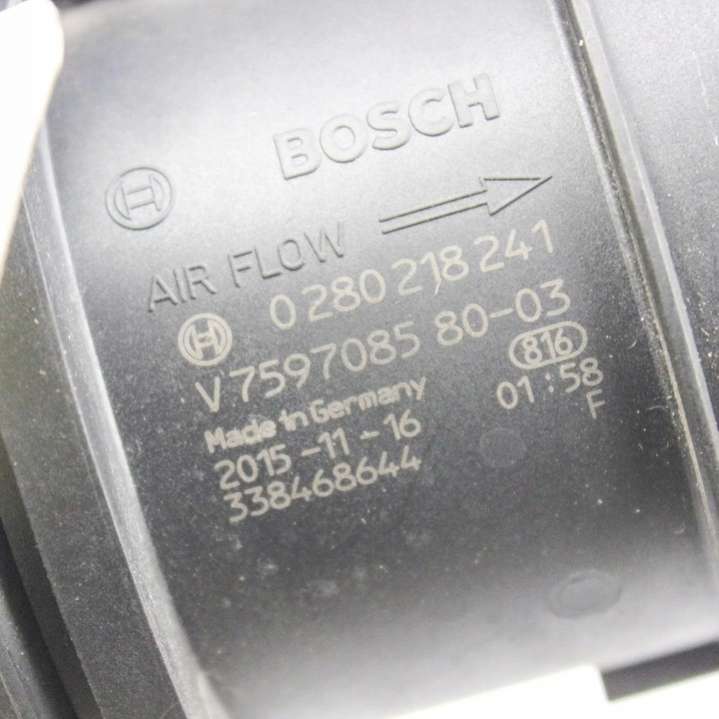 BOSCH
AIR FLOW
0 280 218 241
V 7597085 80-03
Made in Germany
816
2015-11-16
01:58
338468644
F